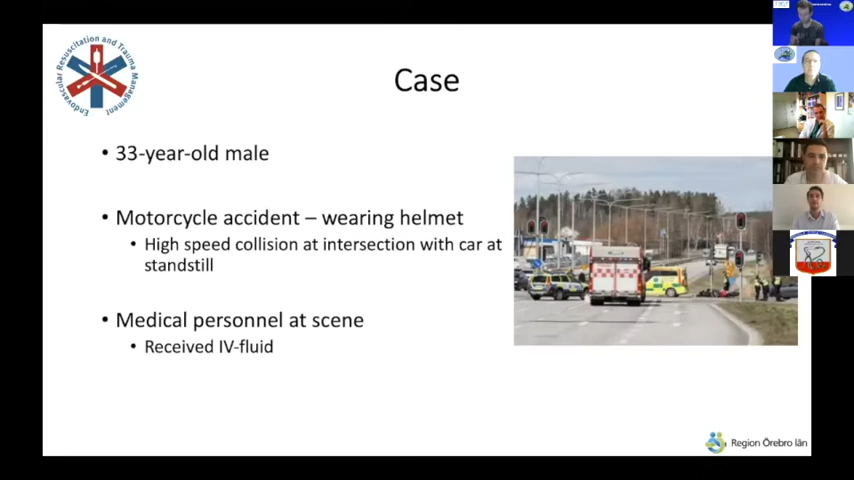 Endovascular Resuscitation and Trauma Management
Case
• 33-year-old male
• Motorcycle accident – wearing helmet
• High speed collision at intersection with car at
standstill
• Medical personnel at scene
• Received IV-fluid
Region Örebro län